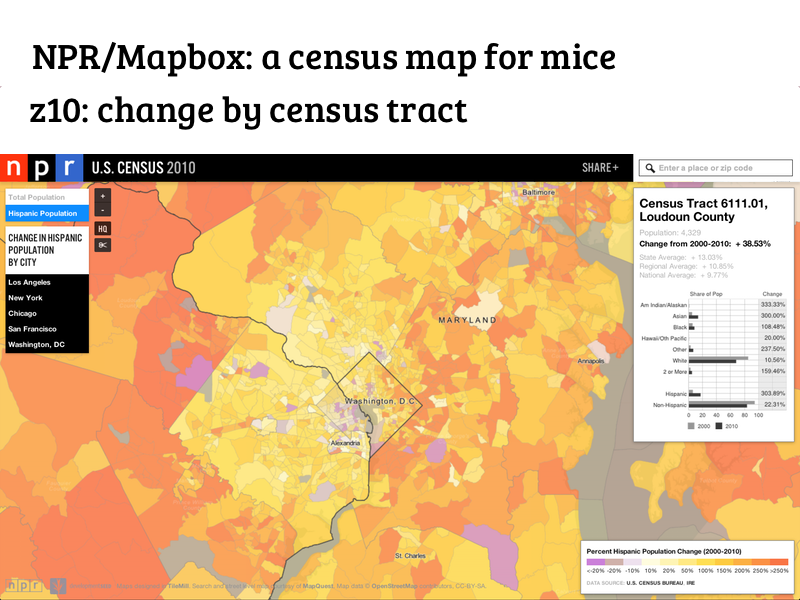 NPR/Mapbox: a census map for mice
z10: change by census tract
npr
U.S. CENSUS 2010
SHARE+
Enter a place or zip code
Total Population
Hispanic Population
CHANGE IN HISPANIC
POPULATION
BY CITY
Los Angeles
New York
Chicago
San Francisco
Washington, DC
+
-
HQ
Baltimore
MARYLAND
Annapolis
Washington, D.C.
Alexandria
St. Charles
Census Tract 6111.01,
Loudoun County
Population: 4,329
Change from 2000-2010: + 38.53%
State Average: + 13.03%
Regional Average: + 10.85%
National Average: + 9.77%
Share of Pop Change
Am Indian/Alaskan 333.33%
Asian 300.00%
Black 108.48%
Hawaii/Oth Pacific 20.00%
Other 237.50%
White 10.56%
2 or More 159.46%
Hispanic 303.89%
Non-Hispanic 22.31%
0 20 40 60 80 100
2000 2010
Percent Hispanic Population Change (2000-2010)
<-20% -20% -10% 10% 20% 50% 100% 150% 200% 250% >250%
DATA SOURCE: U.S. CENSUS BUREAU IRE
npr
TileMill. Search and street level courtesy of MapQuest. Map data © OpenStreetMap contributors, CC-BY-SA.